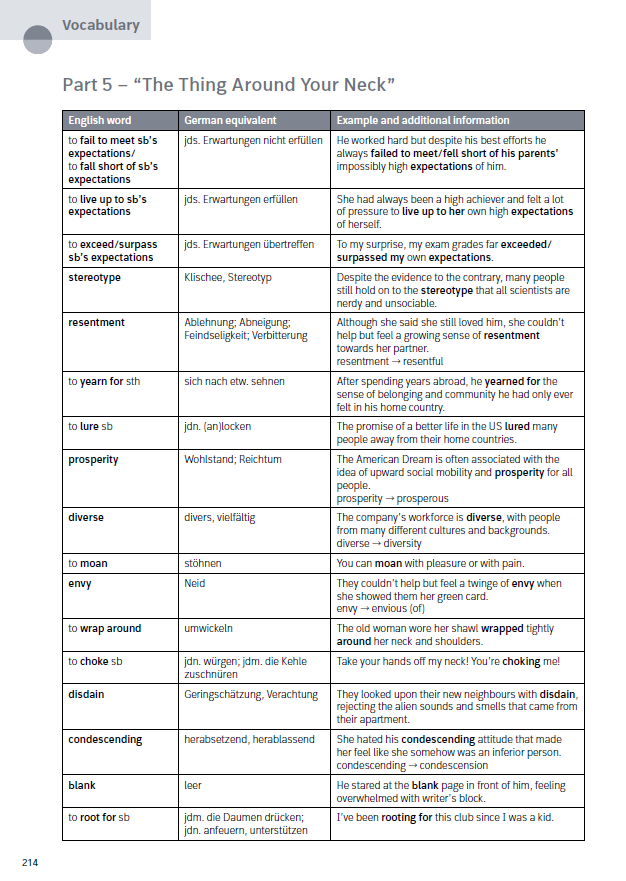 Vocabulary
Part 5 – “The Thing Around Your Neck”
English word German equivalent Example and additional information
to fail to meet sb’s
expectations/
to fall short of sb’s
expectations
jds. Erwartungen nicht erfüllen
He worked hard but despite his best efforts he
always failed to meet/fell short of his parents’
impossibly high expectations of him.
to live up to sb’s
expectations
jds. Erwartungen erfüllen
She had always been a high achiever and felt a lot
of pressure to live up to her own high expectations
of herself.
to exceed/surpass
sb’s expectations
jds. Erwartungen übertreffen
To my surprise, my exam grades far exceeded/
surpassed my own expectations.
stereotype
Klischee, Stereotyp
Despite the evidence to the contrary, many people
still hold on to the stereotype that all scientists are
nerdy and unsociable.
resentment
Ablehnung; Abneigung;
Feindseligkeit; Verbitterung
Although she said she still loved him, she couldn’t
help but feel a growing sense of resentment
towards her partner.
resentment → resentful
to yearn for sth
sich nach etw. sehnen
After spending years abroad, he yearned for the
sense of belonging and community he had only ever
felt in his home country.
to lure sb
jdn. (an)locken
The promise of a better life in the US lured many
people away from their home countries.
prosperity
Wohlstand; Reichtum
The American Dream is often associated with the
idea of upward social mobility and prosperity for all
people.
prosperity → prosperous
diverse
divers, vielfältig
The company’s workforce is diverse, with people
from many different cultures and backgrounds.
diverse → diversity
to moan
stöhnen
You can moan with pleasure or with pain.
envy
Neid
They couldn’t help but feel a twinge of envy when
she showed them her green card.
envy → envious (of)
to wrap around
umwickeln
The old woman wore her shawl wrapped tightly
around her neck and shoulders.
to choke sb
jdn. würgen; jdm. die Kehle
zuschnüren
Take your hands off my neck! You’re choking me!
disdain
Geringschätzung, Verachtung
They looked upon their new neighbours with disdain,
rejecting the alien sounds and smells that came from
their apartment.
condescending
herabsetzend, herablassend
She hated his condescending attitude that made
her feel like she somehow was an inferior person.
condescending → condescension
blank
leer
He stared at the blank page in front of him, feeling
overwhelmed with writer’s block.
to root for sb
jdm. die Daumen drücken;
jdn. anfeuern, unterstützen
I’ve been rooting for this club since I was a kid.
214